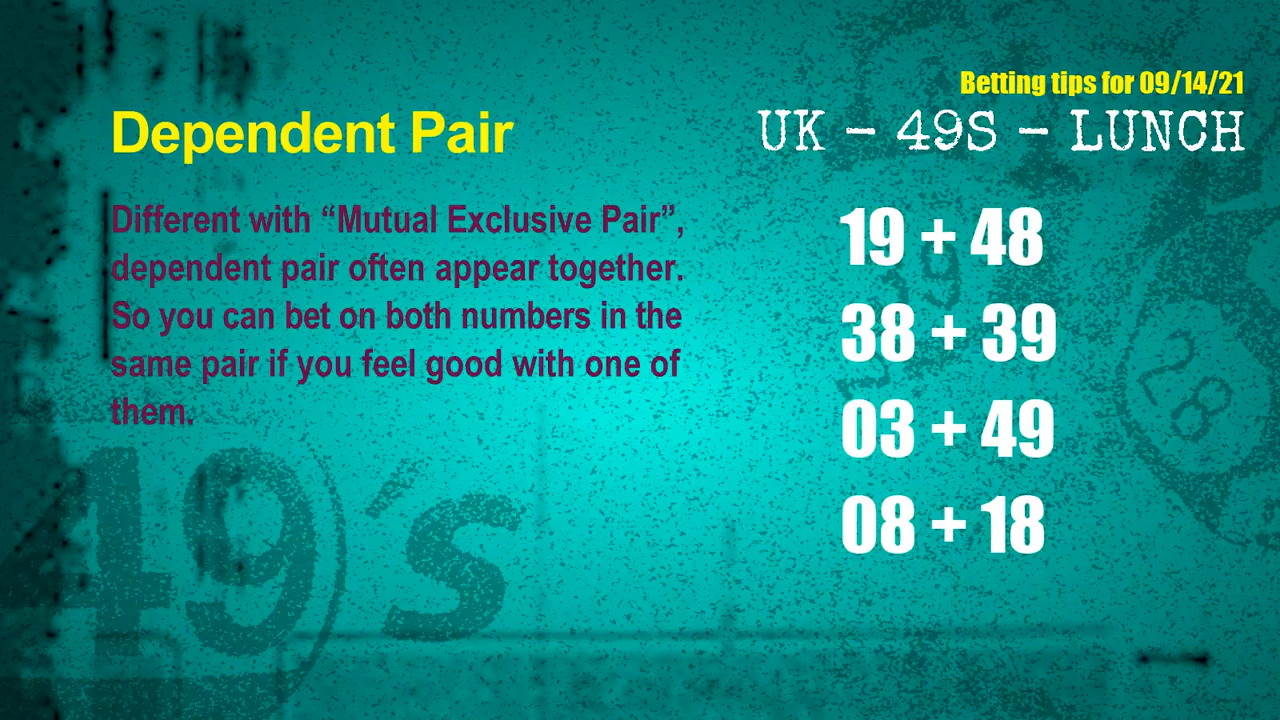 Betting tips for 09/14/21
UK - 49S - LUNCH
Dependent Pair
Different with “Mutual Exclusive Pair”,
dependent pair often appear together.
So you can bet on both numbers in the
same pair if you feel good with one of
them.
19 + 48
38 + 39
03 + 49
08 + 18
49's
28